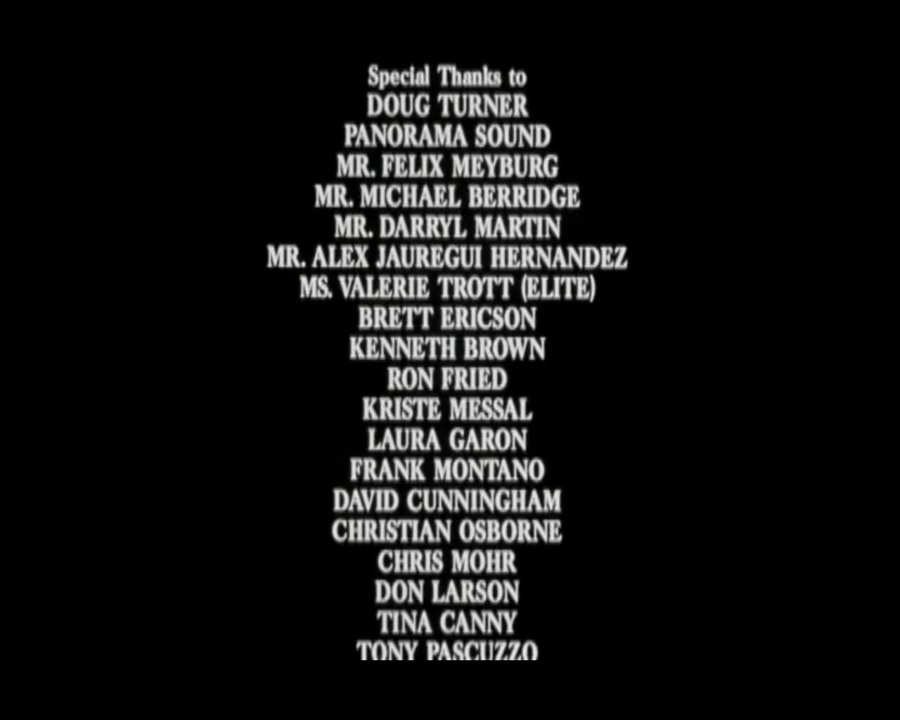 Special Thanks to
DOUG TURNER
PANORAMA SOUND
MR. FELIX MEYBURG
MR. MICHAEL BERRIDGE
MR. DARRYL MARTIN
MR. ALEX JAUREGUI HERNANDEZ
MS. VALERIE TROTT (ELITE)
BRETT ERICSON
KENNETH BROWN
RON FRIED
KRISTE MESSAL
LAURA GARON
FRANK MONTANO
DAVID CUNNINGHAM
CHRISTIAN OSBORNE
CHRIS MOHR
DON LARSON
TINA CANNY
TONY PASCUZZO